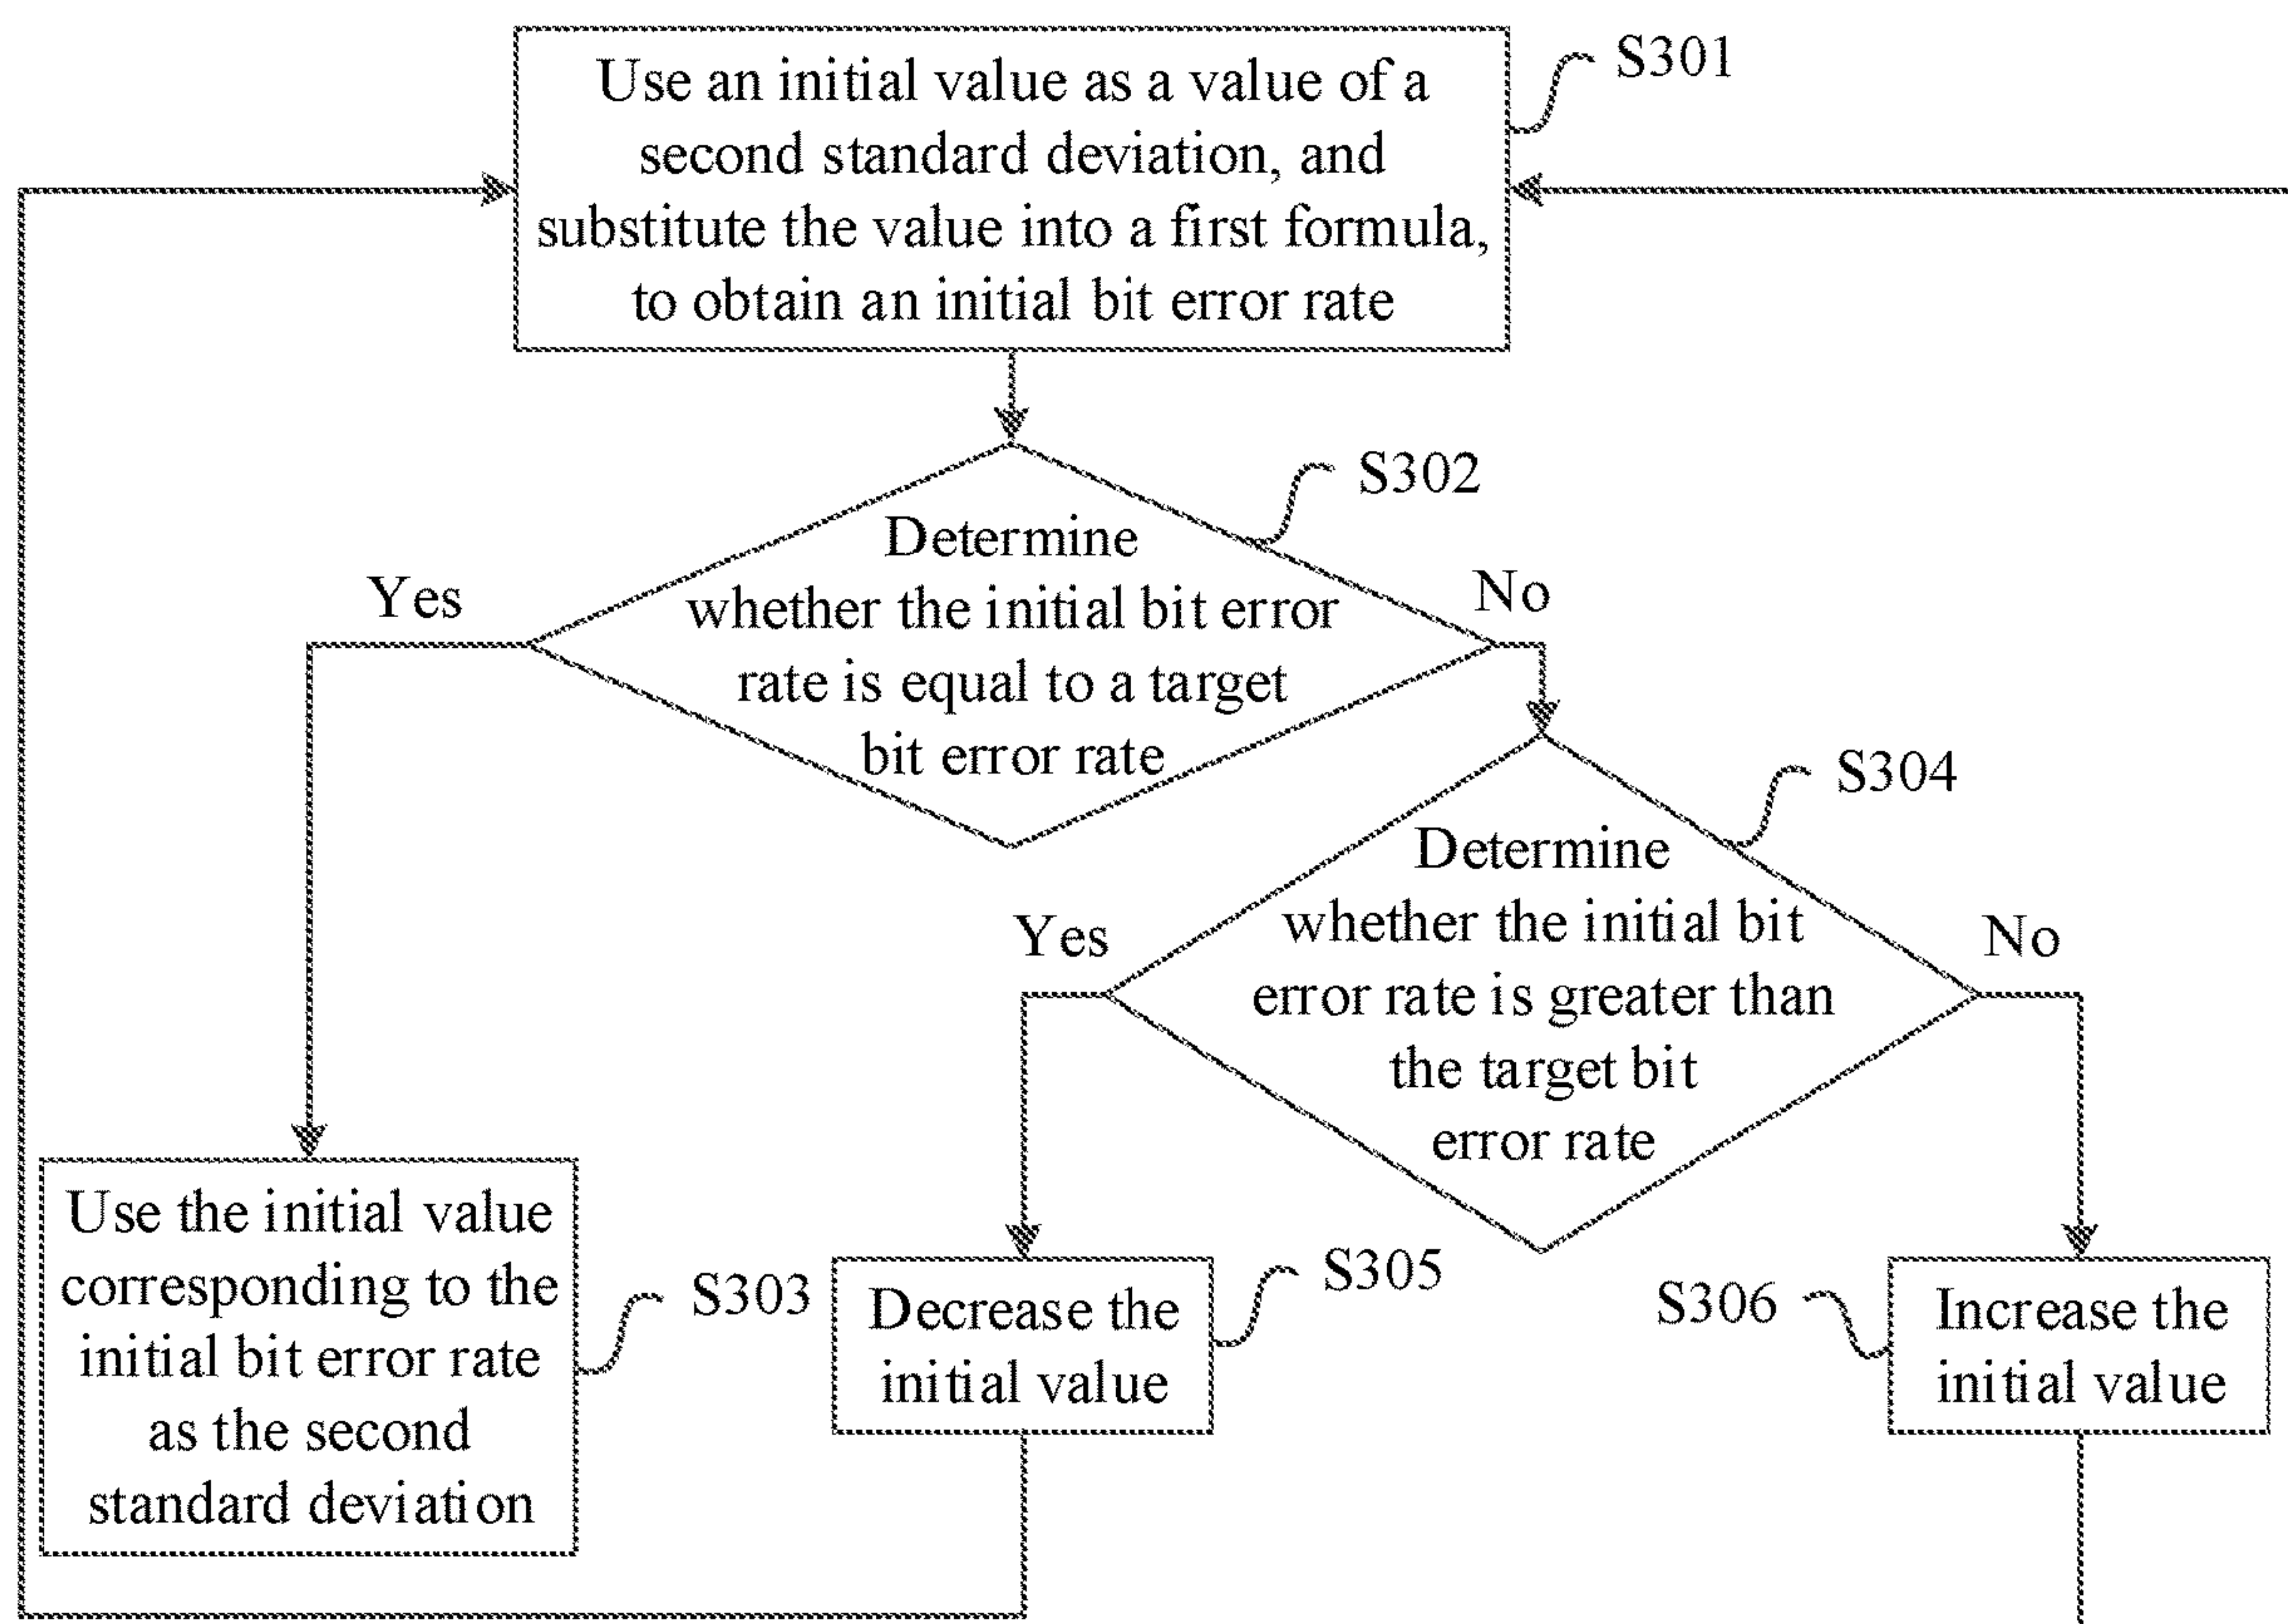 Use an initial value as a value of a
second standard deviation, and
substitute the value into a first formula,
to obtain an initial bit error rate
S301
S302
Determine
whether the initial bit error
rate is equal to a target
bit error rate
Yes
No
S304
Determine
whether the initial bit
error rate is greater than
the target bit
error rate
Yes
No
Use the initial value
corresponding to the
initial bit error rate
as the second
standard deviation
S303
Decrease the
initial value
S305
S306
Increase the
initial value